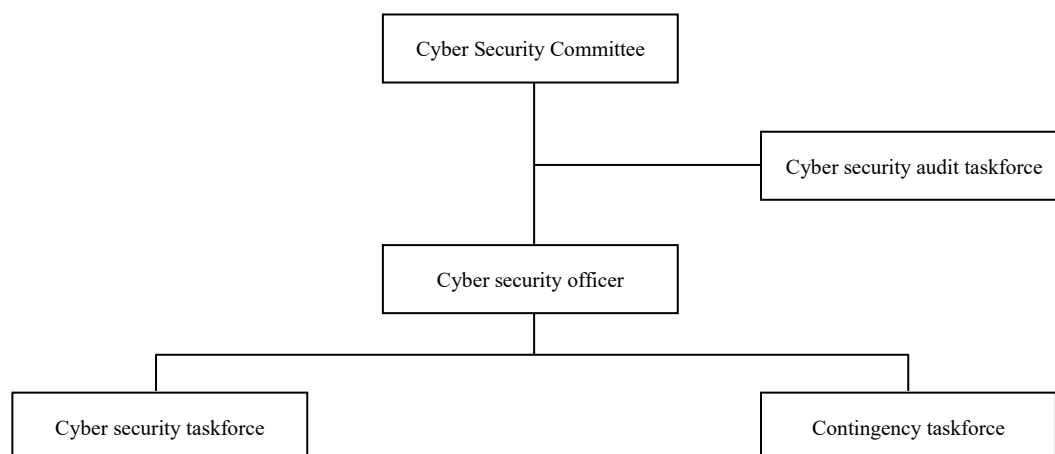 Cyber Security Committee
Cyber security audit taskforce
Cyber security officer
Cyber security taskforce
Contingency taskforce